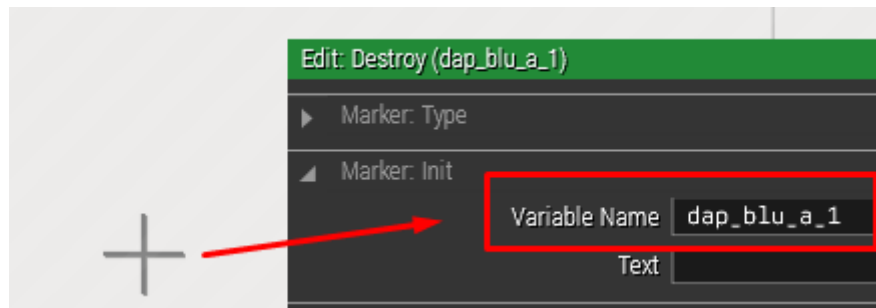 Edit: Destroy (dap_blu_a_1)
Marker: Type
Marker: Init
Variable Name dap_blu_a_1
Text